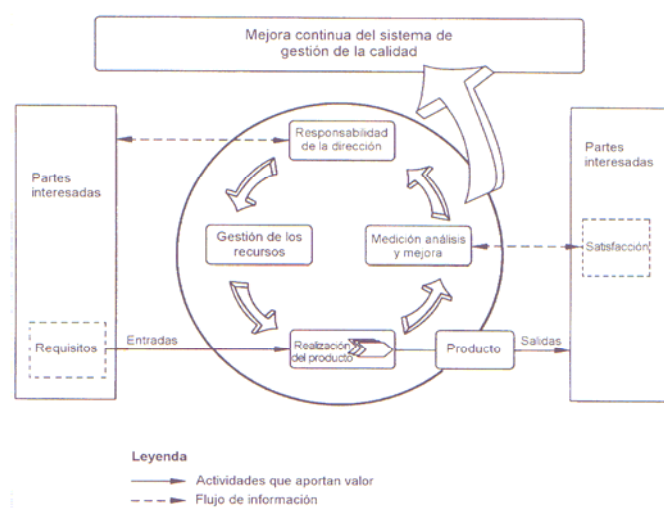 Mejora continua del sistema de
gestión de la calidad
Responsabilidad
de la dirección
Partes
interesadas
Partes
interesadas
Gestión de los
recursos
Medición análisis
y mejora
Satisfacción
Requisitos
Entradas
Realización
del producto
Producto
Salidas
Leyenda
Actividades que aportan valor
Flujo de información